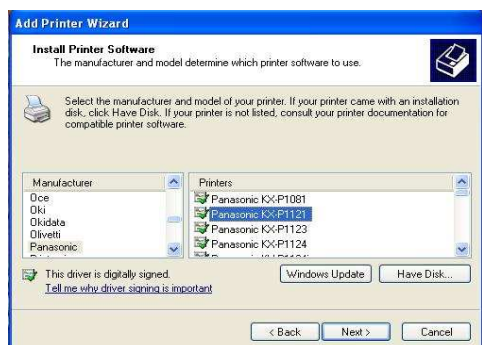 Add Printer Wizard
Install Printer Software
The manufacturer and model determine which printer software to use.
Select the manufacturer and model of your printer. If your printer came with an installation
disk, click Have Disk. If your printer is not listed, consult your printer documentation for
compatible printer software.
Manufacturer
Oce
Oki
Okidata
Olivetti
Panasonic
Printers
Panasonic KX-P1081
Panasonic KX-P1121
Panasonic KX-P1123
Panasonic KX-P1124
This driver is digitally signed.
Tell me why driver signing is important
Windows Update
Have Disk...
< Back
Next >
Cancel